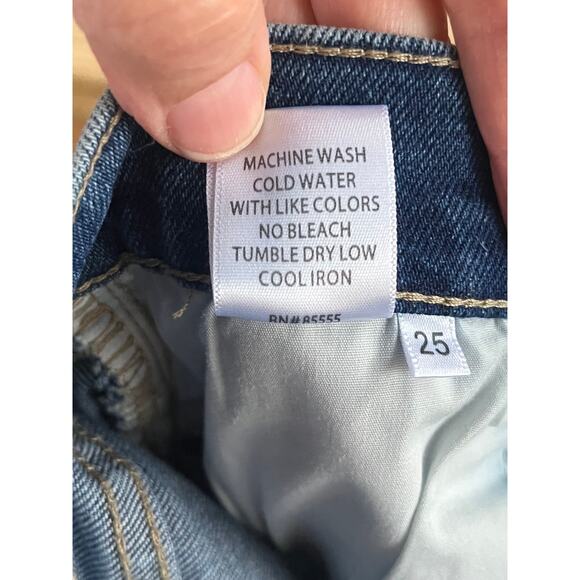 MACHINE WASH
COLD WATER
WITH LIKE COLORS
NO BLEACH
TUMBLE DRY LOW
COOL IRON
RN# 85555
25